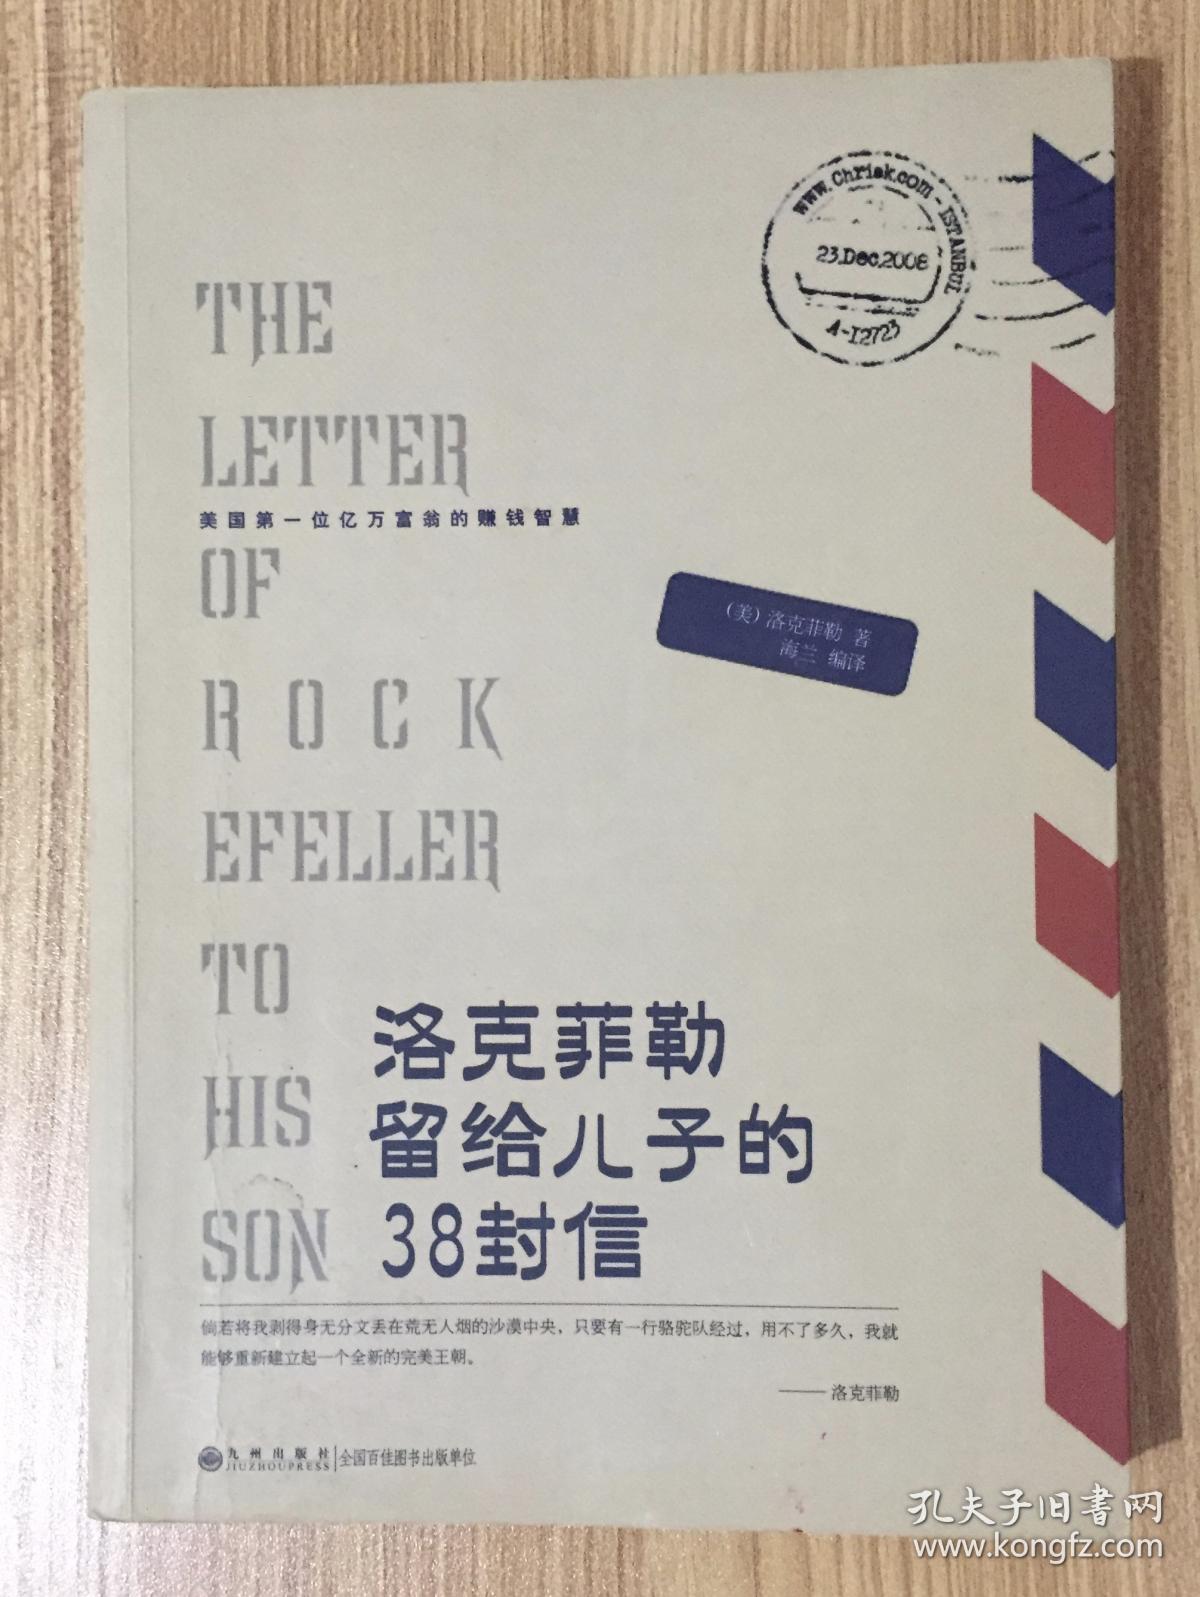 www.Chriak.com - ISTANBUL
23.Dec.2008
A-I2723
THE
LETTER
美国第一位亿万富翁的赚钱智慧
OF
(美)洛克菲勒 著
海兰 编译
ROCK
EFELLER
TO
洛克菲勒
HIS
留给儿子的
SON
38封信
倘若将我剥得身无分文丢在荒无人烟的沙漠中央，只要有一行骆驼队经过，用不了多久，我就
能够重新建立起一个全新的完美王朝。
——洛克菲勒
九州出版社
JIUZHOUPRESS
全国百佳图书出版单位
孔夫子旧书网
www.kongfz.com